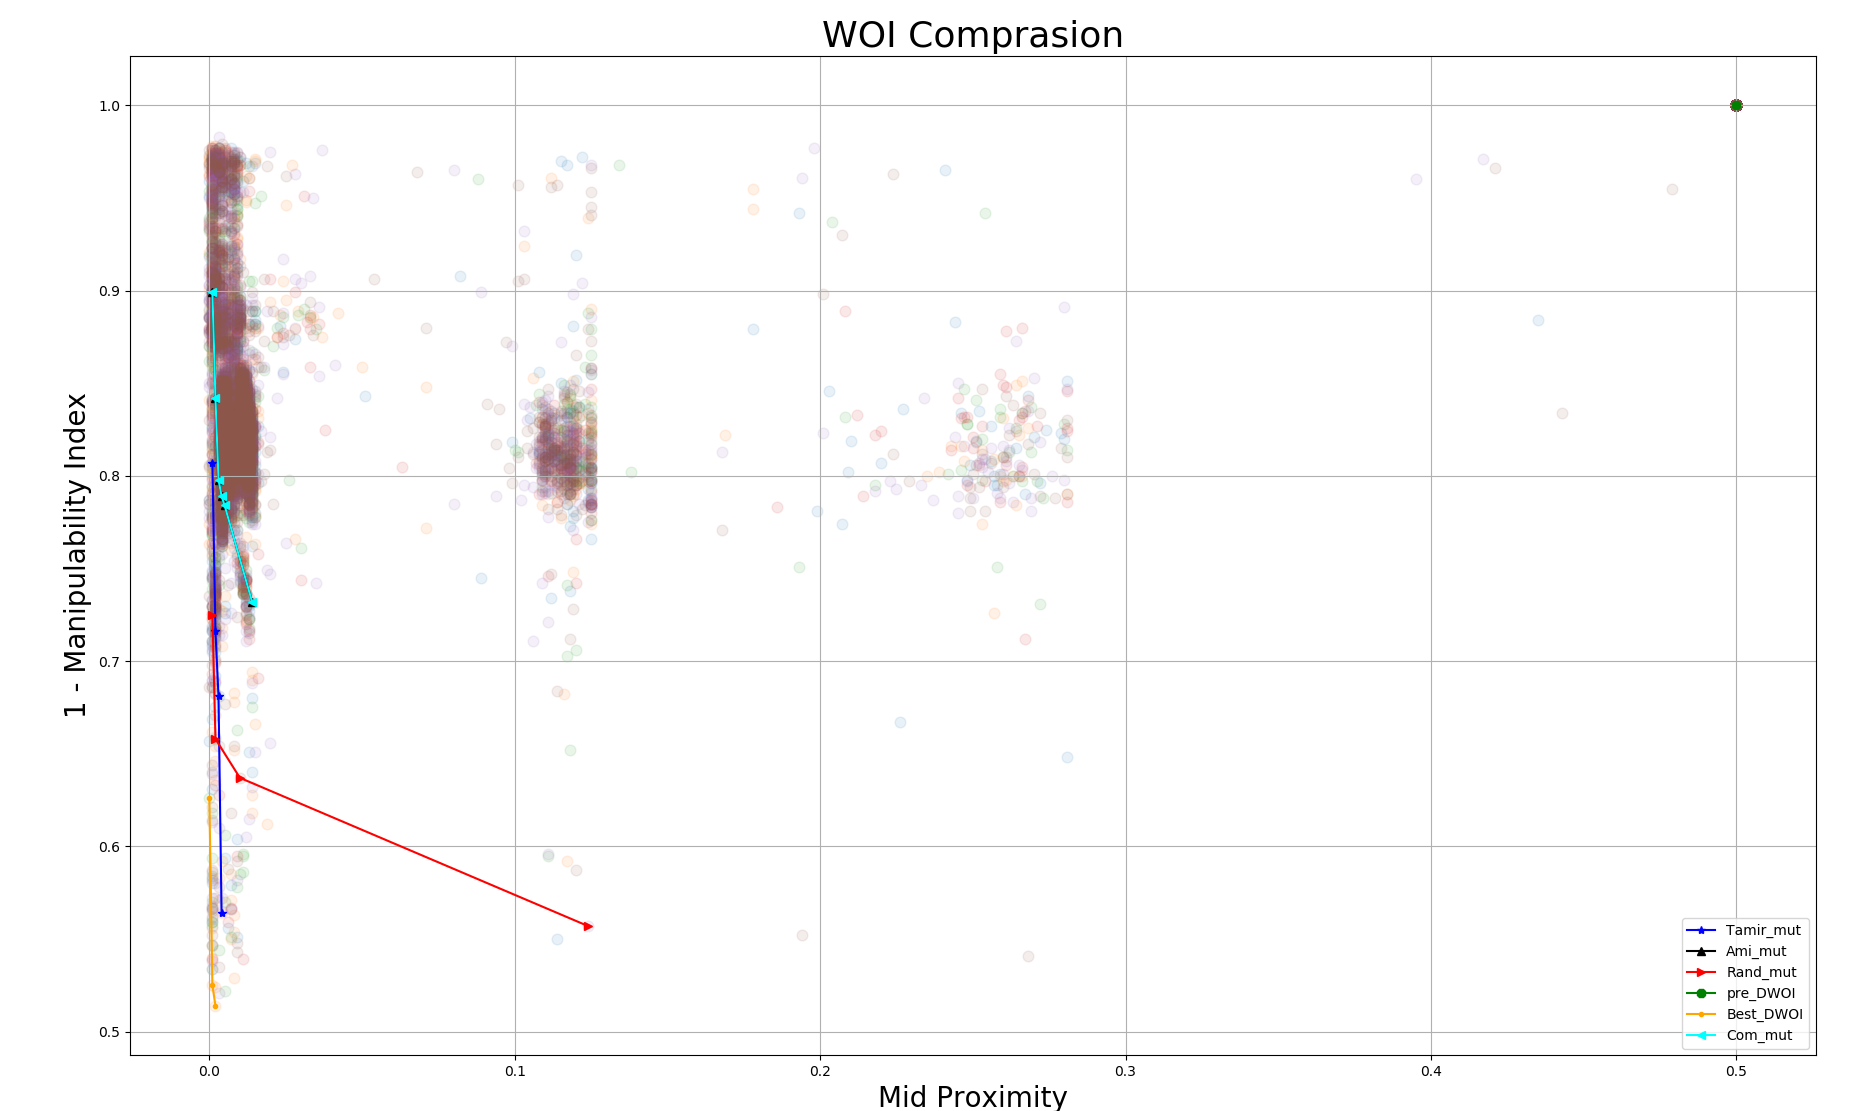 WOI Comprasion
1 - Manipulability Index
1.0
0.9
0.8
0.7
0.6
0.5
0.0
0.1
0.2
0.3
0.4
0.5
Mid Proximity
Tamir_mut
Ami_mut
Rand_mut
pre_DWOI
Best_DWOI
Com_mut